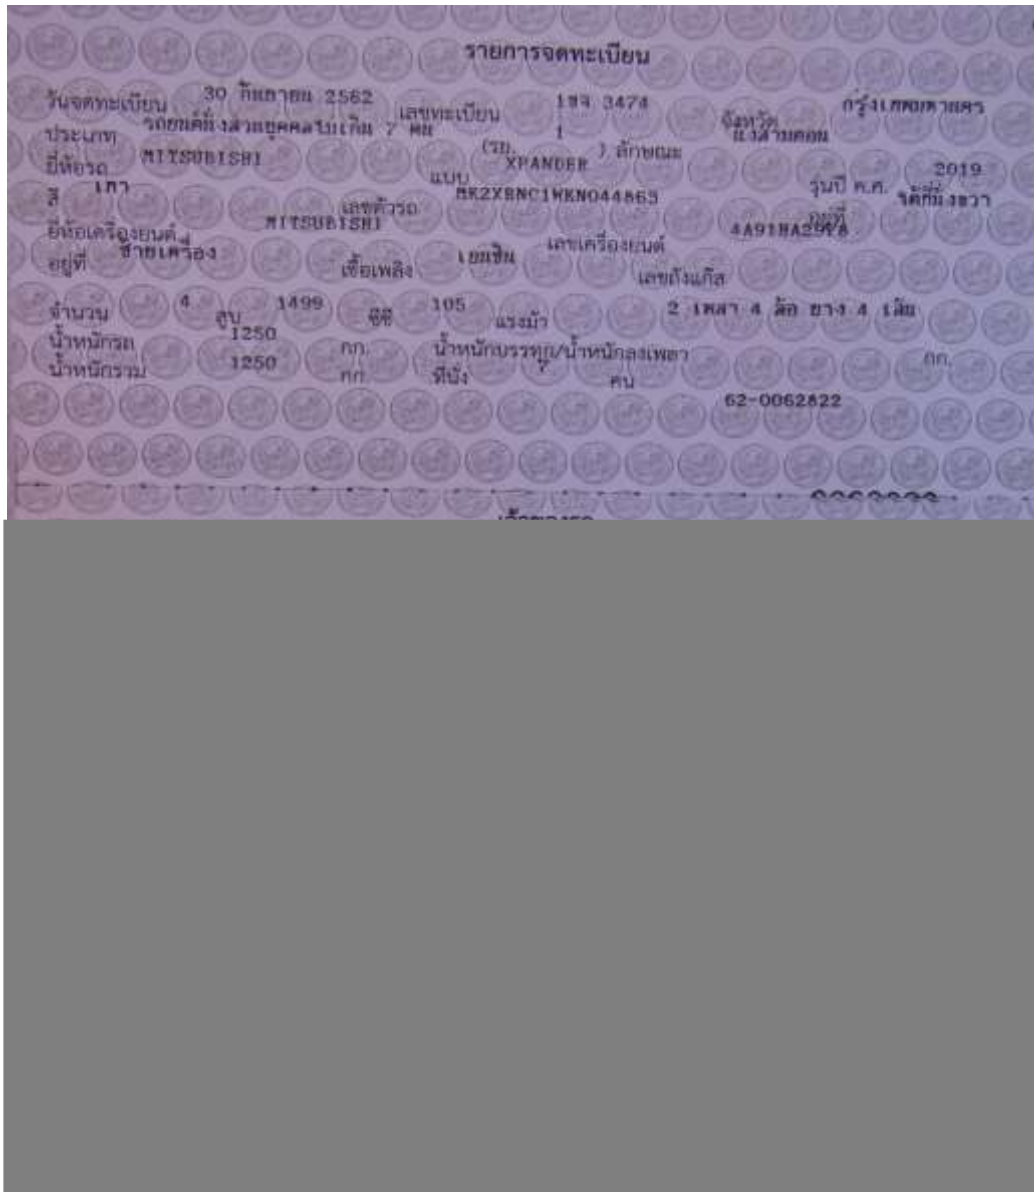 รายการจดทะเบียน
วันจดทะเบียน 30 กันยายน 2562 เลขทะเบียน 3474 จังหวัด กรุงเทพมหานคร
ประเภท รถยนต์นั่งส่วนบุคคลไม่เกิน 7 คน (รย. 1 ) ลักษณะ นั่งสามตอน
ยี่ห้อรถ MITSUBISHI แบบ XPANDER รุ่นปี ค.ศ. 2019
สี เทา เลขตัวรถ MK2XBNC1WKN044865 อยู่ที่
ยี่ห้อเครื่องยนต์ MITSUBISHI เลขเครื่องยนต์
อยู่ที่ ซ้ายเครื่อง เชื้อเพลิง เบนซิน เลขถังแก๊ส
จำนวน 4 สูบ 1499 ซีซี 105 แรงม้า 2 เพลา 4 ล้อ ยาง 4 เส้น
น้ำหนักรถ 1250 กก. น้ำหนักบรรทุก/น้ำหนักลงเพลา กก.
น้ำหนักรวม 1250 กก ที่นั่ง 7 คน
62-0062822